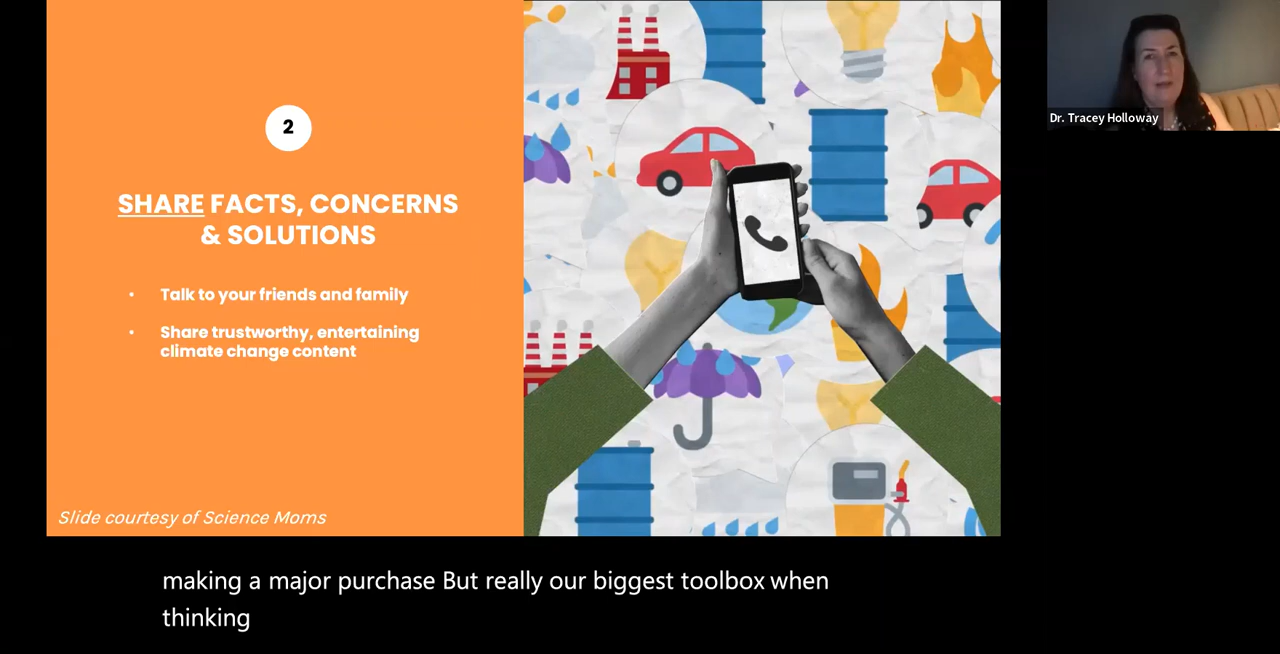 2
SHARE FACTS, CONCERNS
& SOLUTIONS
• Talk to your friends and family
• Share trustworthy, entertaining
climate change content
Slide courtesy of Science Moms
Dr. Tracey Holloway
making a major purchase But really our biggest toolbox when
thinking